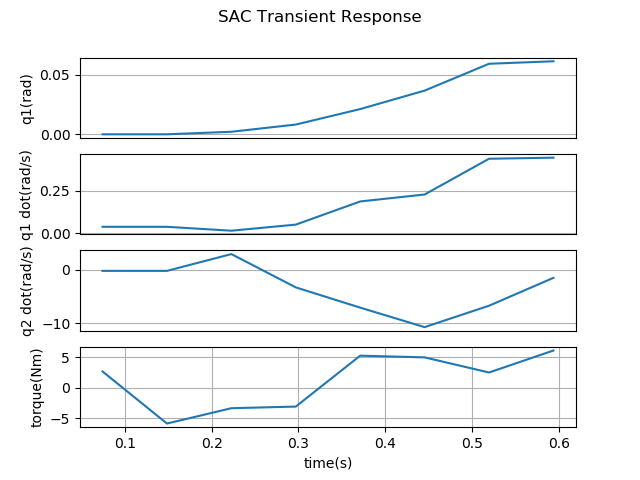 SAC Transient Response
q1(rad)
0.05
0.00
q1 dot(rad/s)
0.25
0.00
q2 dot(rad/s)
0
−10
torque(Nm)
5
0
−5
0.1 0.2 0.3 0.4 0.5 0.6
time(s)